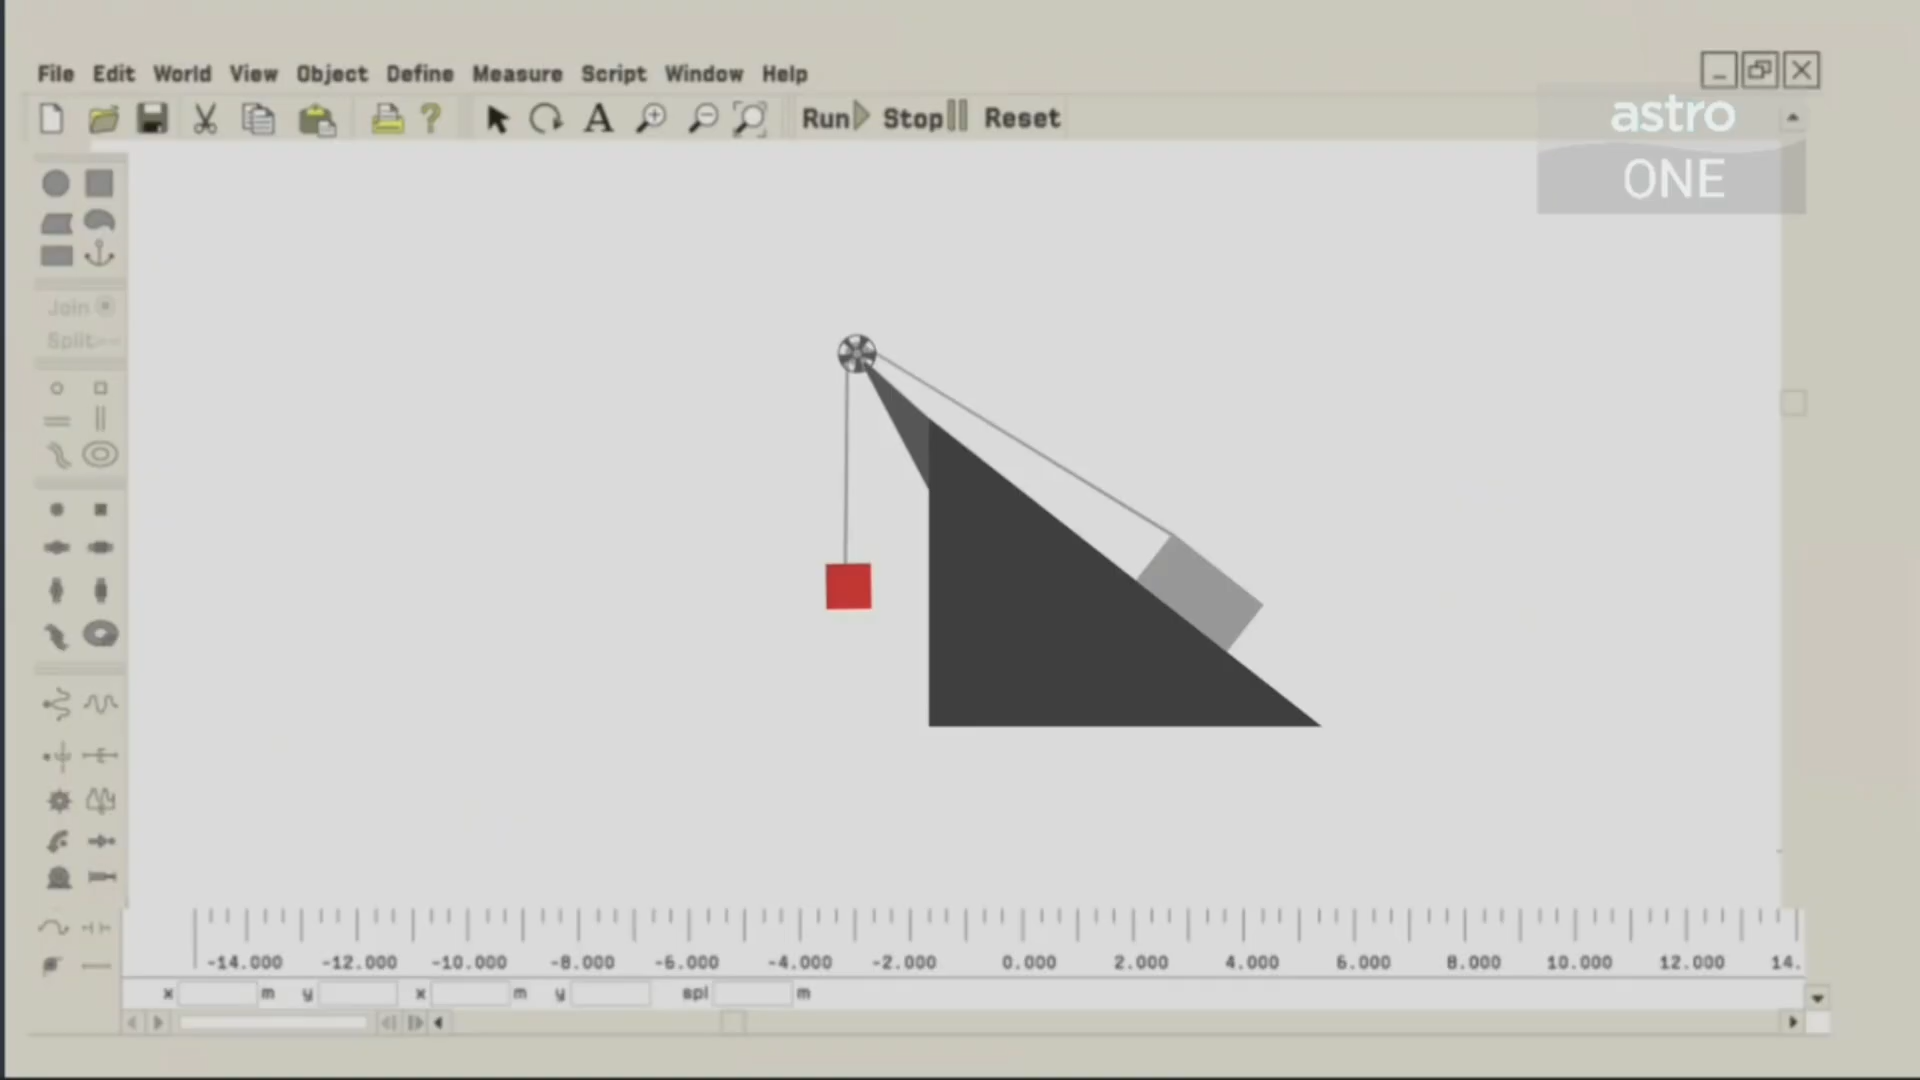 File Edit World View Object Define Measure Script Window Help
Run Stop Reset
astro
ONE
Join
Split
-14.000 -12.000 -10.000 -8.000 -6.000 -4.000 -2.000 0.000 2.000 4.000 6.000 8.000 10.000 12.000 14.
x m y x m y spl m